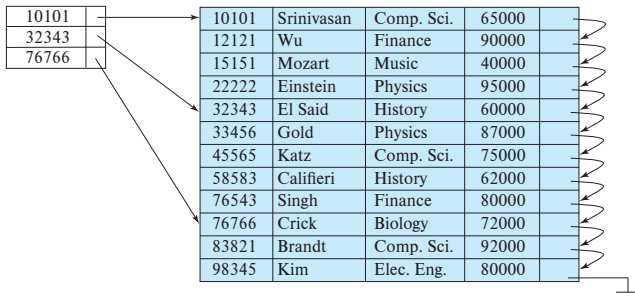 10101
32343
76766
10101 Srinivasan Comp. Sci. 65000
12121 Wu Finance 90000
15151 Mozart Music 40000
22222 Einstein Physics 95000
32343 El Said History 60000
33456 Gold Physics 87000
45565 Katz Comp. Sci. 75000
58583 Califieri History 62000
76543 Singh Finance 80000
76766 Crick Biology 72000
83821 Brandt Comp. Sci. 92000
98345 Kim Elec. Eng. 80000